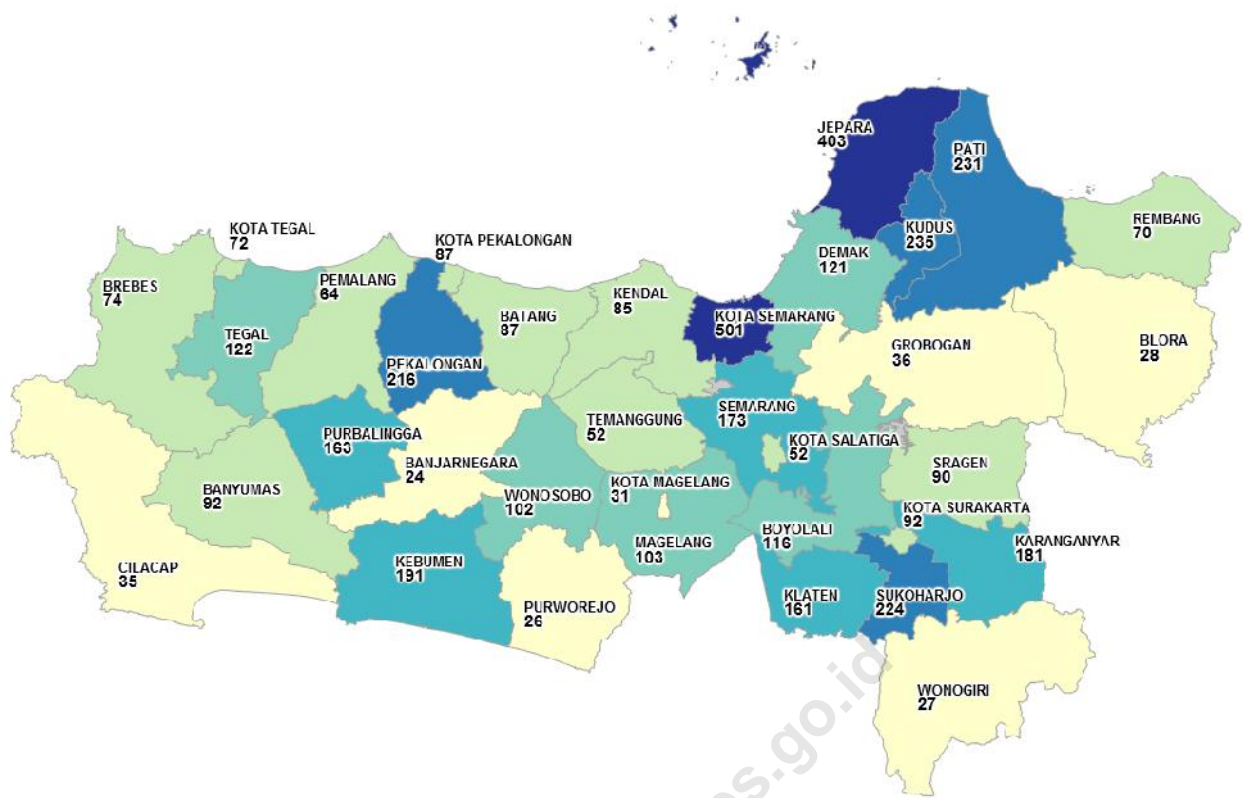 JEPARA
403
PATI
231
KOTA TEGAL
72
KOTA PEKALONGAN
87
KUDUS
235
REMBANG
70
DEMAK
121
BREBES
74
PEMALANG
64
KENDAL
85
BATANG
87
KOTA SEMARANG
501
TEGAL
122
GROBOGAN
36
BLORA
28
PEKALONGAN
216
SEMARANG
173
TEMANGGUNG
52
PURBALINGGA
163
KOTA SALATIGA
52
BANJARNEGARA
24
SRAGEN
90
KOTA MAGELANG
31
BANYUMAS
92
WONOSOBO
102
KOTA SURAKARTA
92
BOYOLALI
116
MAGELANG
103
KARANGANYAR
181
KEBUMEN
191
CILACAP
35
KLATEN
161
SUKOHARJO
224
PURWOREJO
26
WONOGIRI
27
s.go.id